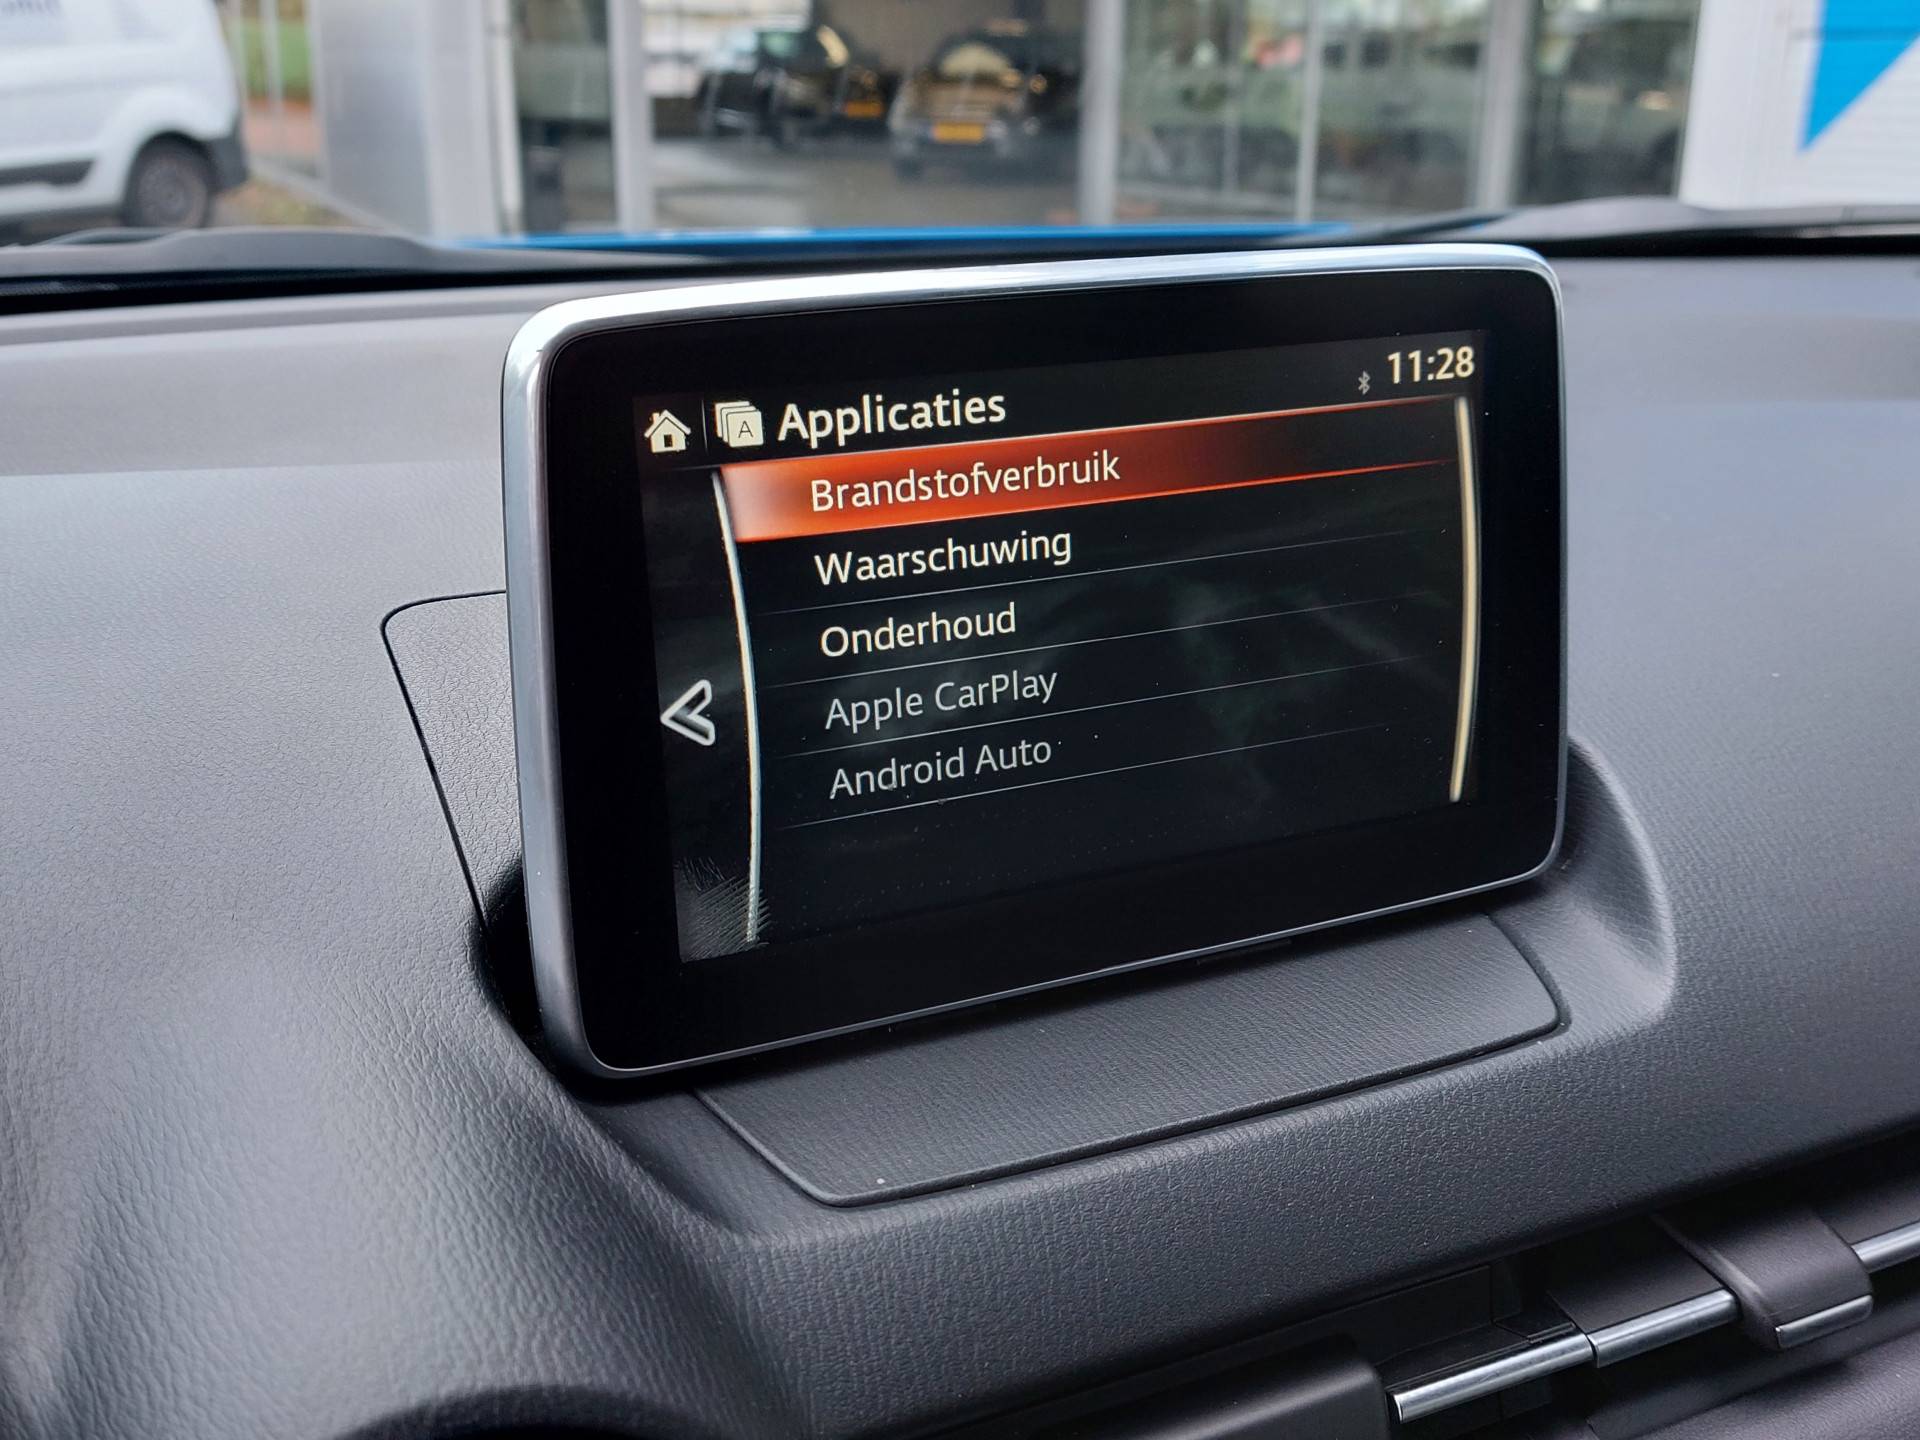 11:28
A Applicaties
Brandstofverbruik
Waarschuwing
Onderhoud
Apple CarPlay
Android Auto